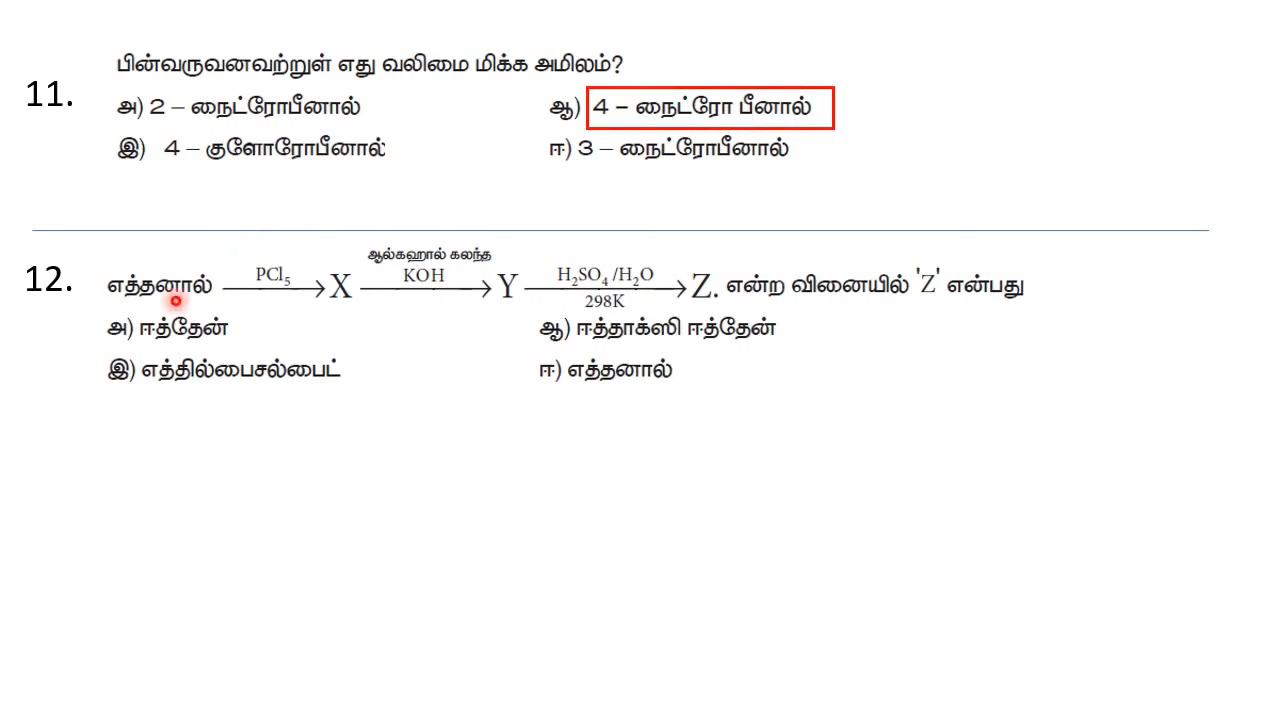 11. பின்வருவனவற்றுள் எது வலிமை மிக்க அமிலம்?
அ) 2 – நைட்ரோபீனால் ஆ) 4 – நைட்ரோ பீனால்
இ) 4 – குளோரோபீனால் ஈ) 3 – நைட்ரோபீனால்
12. எத்தனால் PCl₅ → X ஆல்கஹால் கலந்த KOH → Y H₂SO₄/H₂O 298K → Z. என்ற வினையில் 'Z' என்பது
அ) ஈத்தேன் ஆ) ஈத்தாக்ஸி ஈத்தேன்
இ) எத்தில்பைசல்பைட் ஈ) எத்தனால்